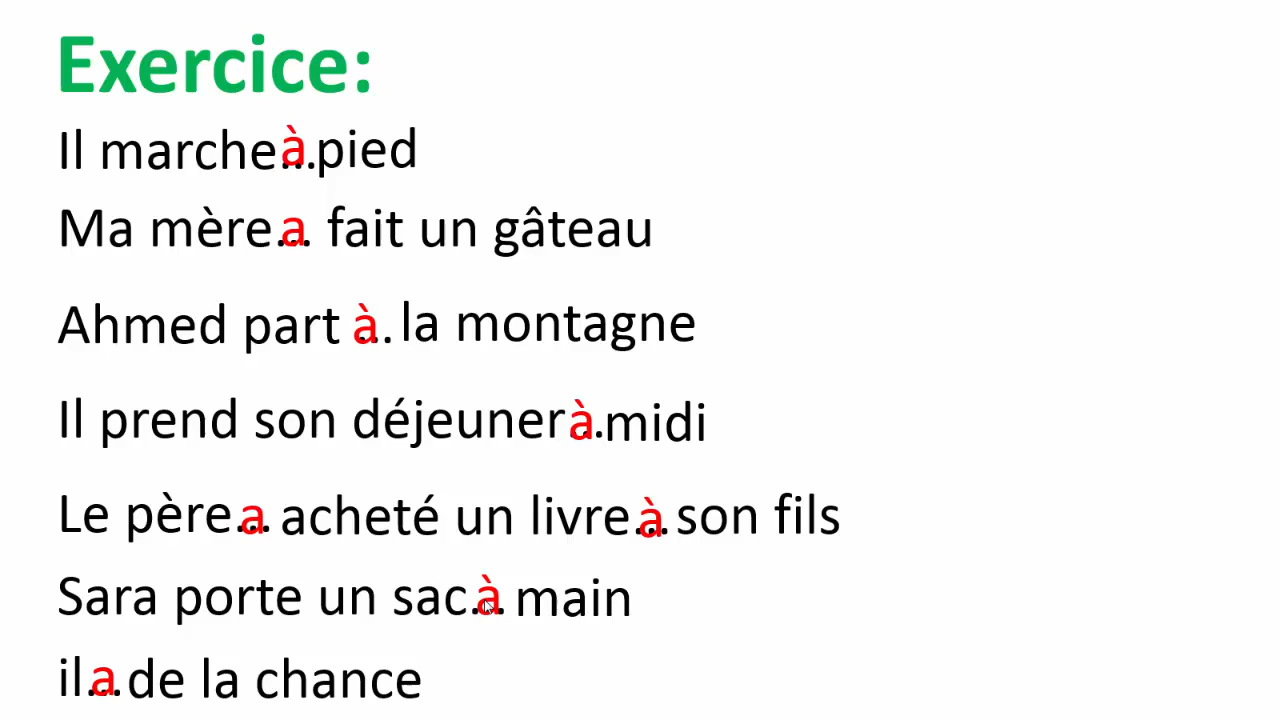 Exercice:
Il marche à...pied
Ma mère a... fait un gâteau
Ahmed part à... la montagne
Il prend son déjeuner à...midi
Le père a... acheté un livre à... son fils
Sara porte un sac à... main
il a...de la chance